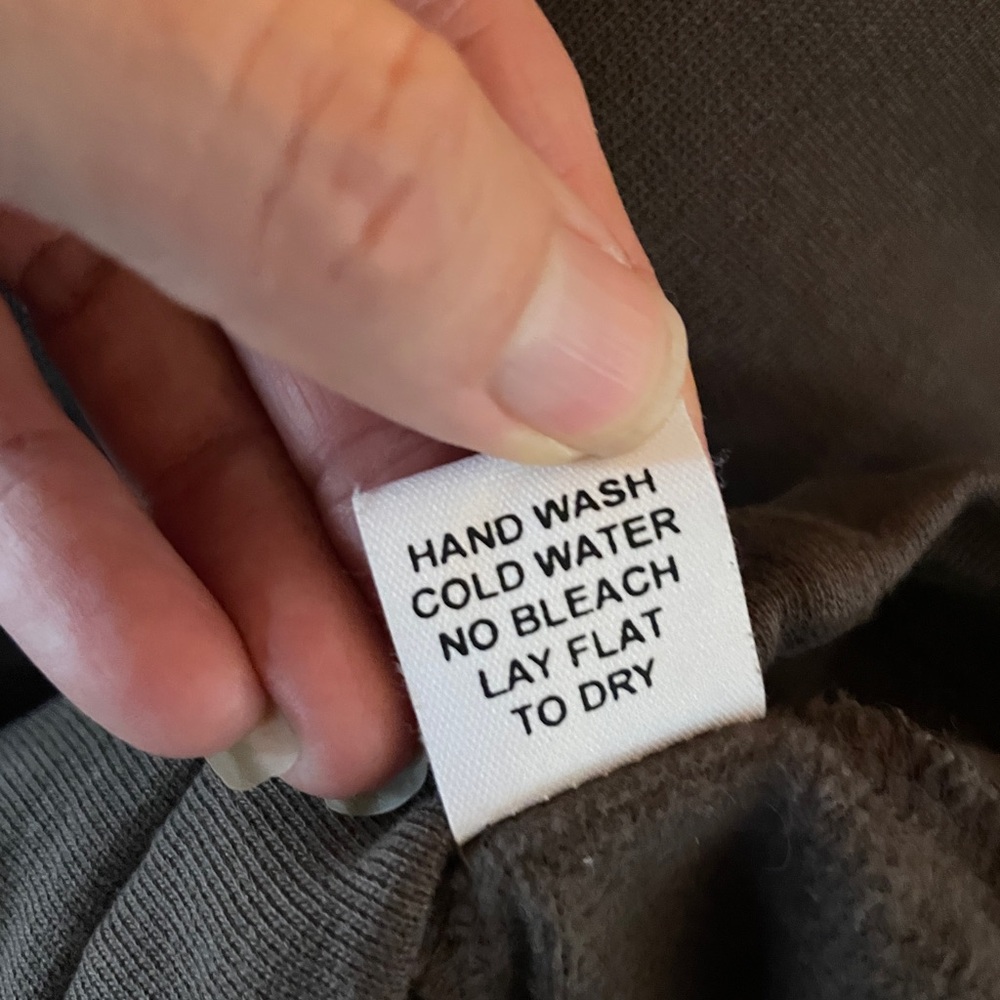 HAND WASH
COLD WATER
NO BLEACH
LAY FLAT
TO DRY